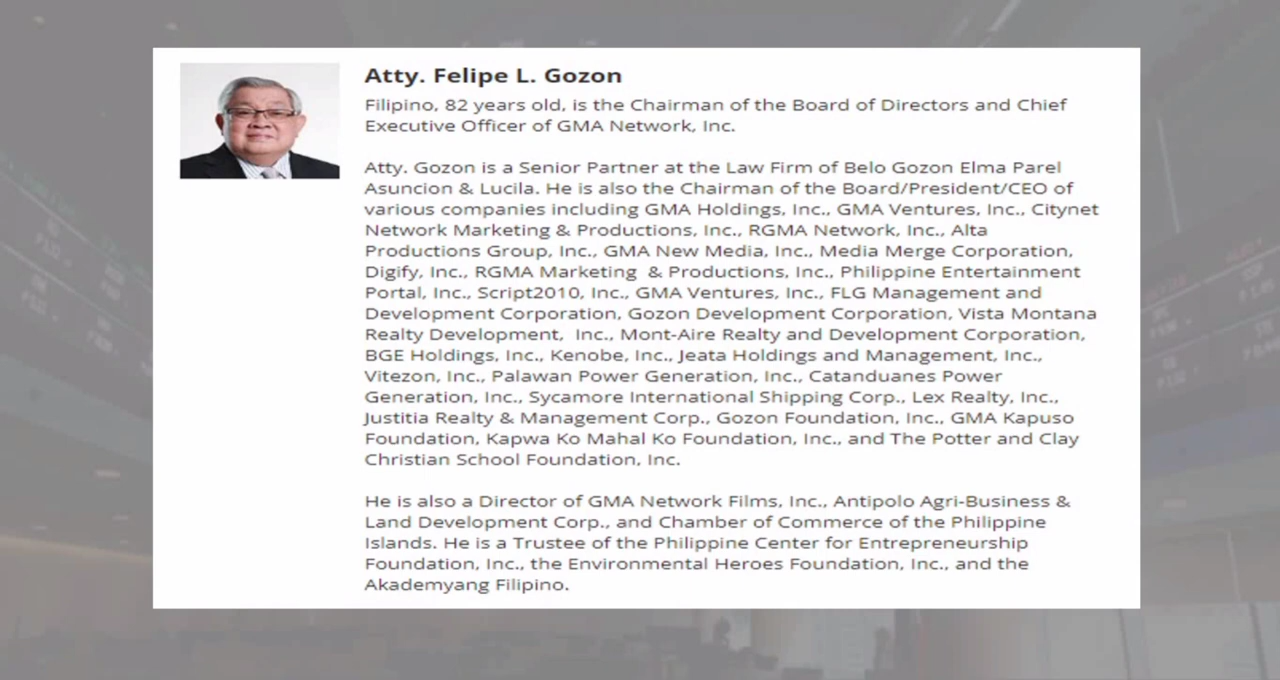 Atty. Felipe L. Gozon
Filipino, 82 years old, is the Chairman of the Board of Directors and Chief
Executive Officer of GMA Network, Inc.
Atty. Gozon is a Senior Partner at the Law Firm of Belo Gozon Elma Parel
Asuncion & Lucila. He is also the Chairman of the Board/President/CEO of
various companies including GMA Holdings, Inc., GMA Ventures, Inc., Citynet
Network Marketing & Productions, Inc., RGMA Network, Inc., Alta
Productions Group, Inc., GMA New Media, Inc., Media Merge Corporation,
Digify, Inc., RGMA Marketing & Productions, Inc., Philippine Entertainment
Portal, Inc., Script2010, Inc., GMA Ventures, Inc., FLG Management and
Development Corporation, Gozon Development Corporation, Vista Montana
Realty Development, Inc., Mont-Aire Realty and Development Corporation,
BGE Holdings, Inc., Kenobe, Inc., Jeata Holdings and Management, Inc.,
Vitezon, Inc., Palawan Power Generation, Inc., Catanduanes Power
Generation, Inc., Sycamore International Shipping Corp., Lex Realty, Inc.,
Justitia Realty & Management Corp., Gozon Foundation, Inc., GMA Kapuso
Foundation, Kapwa Ko Mahal Ko Foundation, Inc., and The Potter and Clay
Christian School Foundation, Inc.
He is also a Director of GMA Network Films, Inc., Antipolo Agri-Business &
Land Development Corp., and Chamber of Commerce of the Philippine
Islands. He is a Trustee of the Philippine Center for Entrepreneurship
Foundation, Inc., the Environmental Heroes Foundation, Inc., and the
Akademyang Filipino.